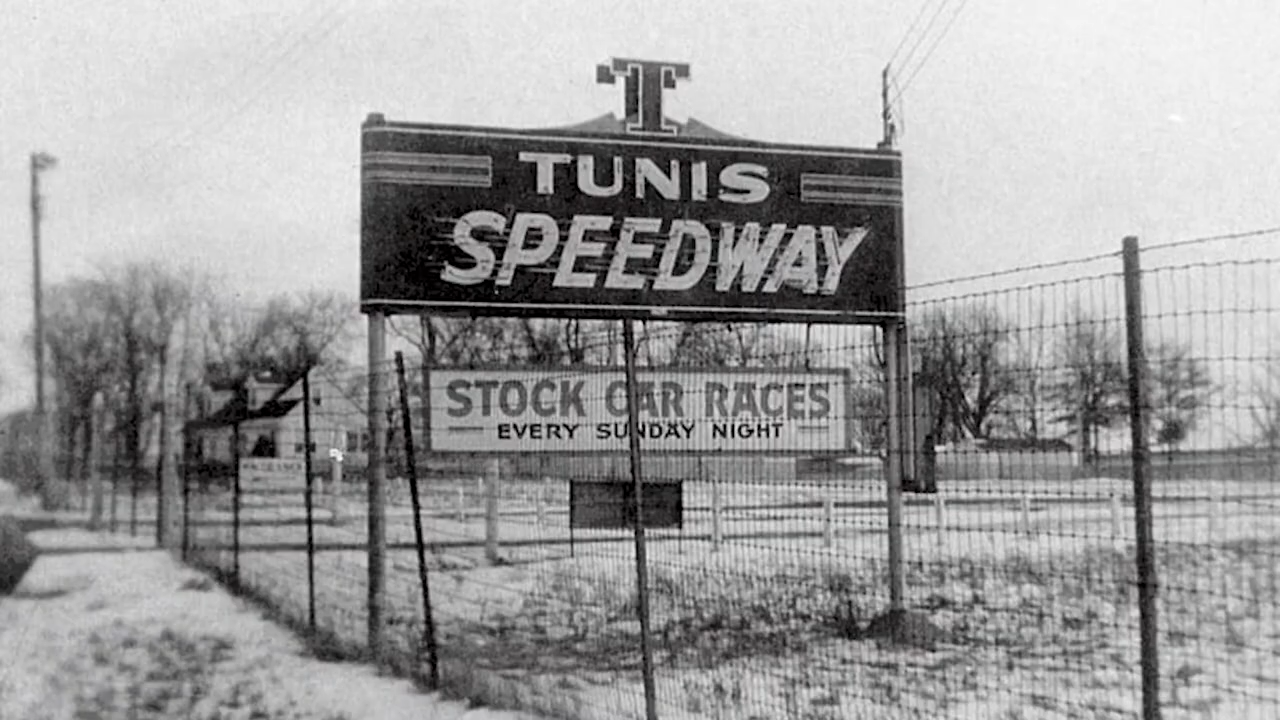 T
TUNIS
SPEEDWAY
STOCK CAR RACES
EVERY SUNDAY NIGHT